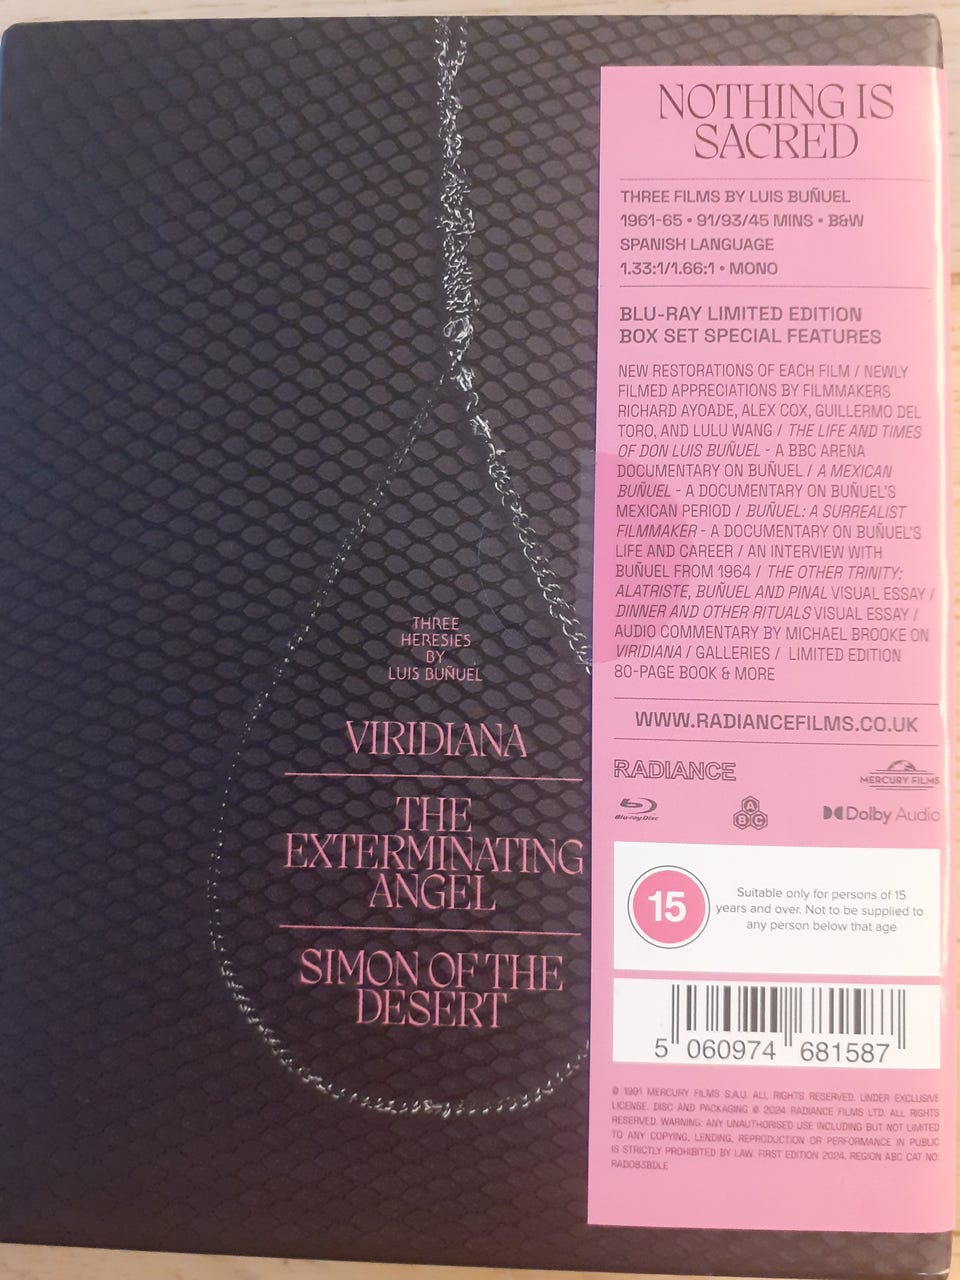 THREE
HERESIES
BY
LUIS BUÑUEL
VIRIDIANA
THE
EXTERMINATING
ANGEL
SIMON OF THE
DESERT
NOTHING IS
SACRED
THREE FILMS BY LUIS BUÑUEL
1961-65 • 91/93/45 MINS • B&W
SPANISH LANGUAGE
1.33:1/1.66:1 • MONO
BLU-RAY LIMITED EDITION
BOX SET SPECIAL FEATURES
NEW RESTORATIONS OF EACH FILM / NEWLY
FILMED APPRECIATIONS BY FILMMAKERS
RICHARD AYOADE, ALEX COX, GUILLERMO DEL
TORO, AND LULU WANG / THE LIFE AND TIMES
OF DON LUIS BUÑUEL - A BBC ARENA
DOCUMENTARY ON BUÑUEL / A MEXICAN
BUÑUEL - A DOCUMENTARY ON BUÑUEL'S
MEXICAN PERIOD / BUÑUEL: A SURREALIST
FILMMAKER - A DOCUMENTARY ON BUÑUEL'S
LIFE AND CAREER / AN INTERVIEW WITH
BUÑUEL FROM 1964 / THE OTHER TRINITY:
ALATRISTE, BUÑUEL AND PINAL VISUAL ESSAY /
DINNER AND OTHER RITUALS VISUAL ESSAY /
AUDIO COMMENTARY BY MICHAEL BROOKE ON
VIRIDIANA / GALLERIES / LIMITED EDITION
80-PAGE BOOK & MORE
WWW.RADIANCEFILMS.CO.UK
RADIANCE
MERCURY FILMS
Blu-ray Disc
A B C
Dolby Audio
15
Suitable only for persons of 15
years and over. Not to be supplied to
any person below that age
5 060974 681587
© 1991 MERCURY FILMS S.A.U. ALL RIGHTS RESERVED. UNDER EXCLUSIVE
LICENSE. DISC AND PACKAGING © 2024 RADIANCE FILMS LTD. ALL RIGHTS
RESERVED. WARNING: ANY UNAUTHORISED USE INCLUDING BUT NOT LIMITED
TO ANY COPYING, LENDING, REPRODUCTION OR PERFORMANCE IN PUBLIC
IS STRICTLY PROHIBITED BY LAW. FIRST EDITION 2024. REGION ABC CAT NO:
RAD083BDLE